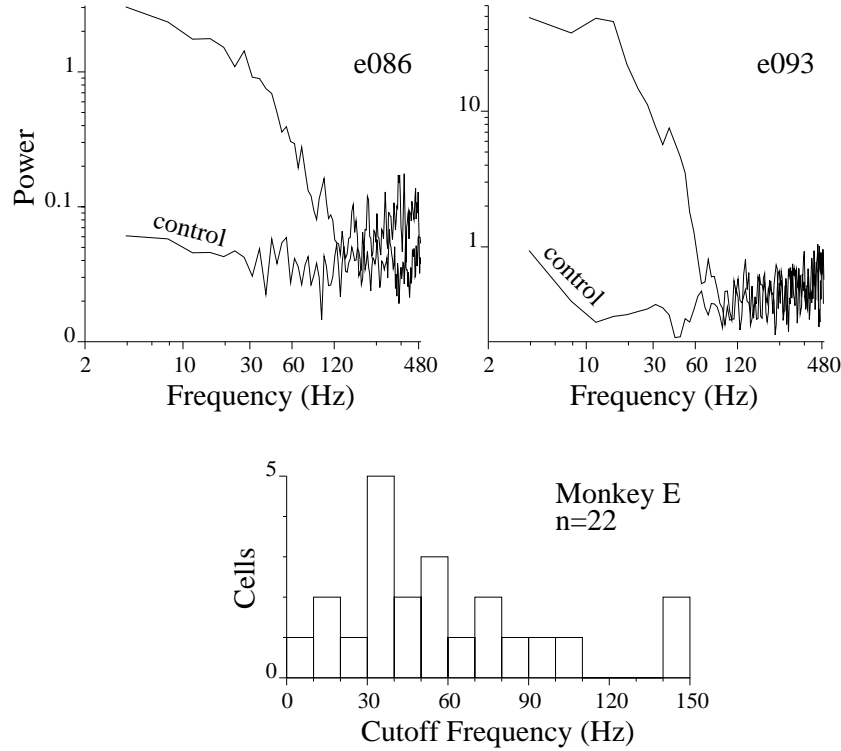 e086
1
0.1
0
Power
control
2 10 30 60 120 480
Frequency (Hz)
e093
10
1
control
2 10 30 60 120 480
Frequency (Hz)
Monkey E
n=22
5
0
Cells
0 30 60 90 120 150
Cutoff Frequency (Hz)